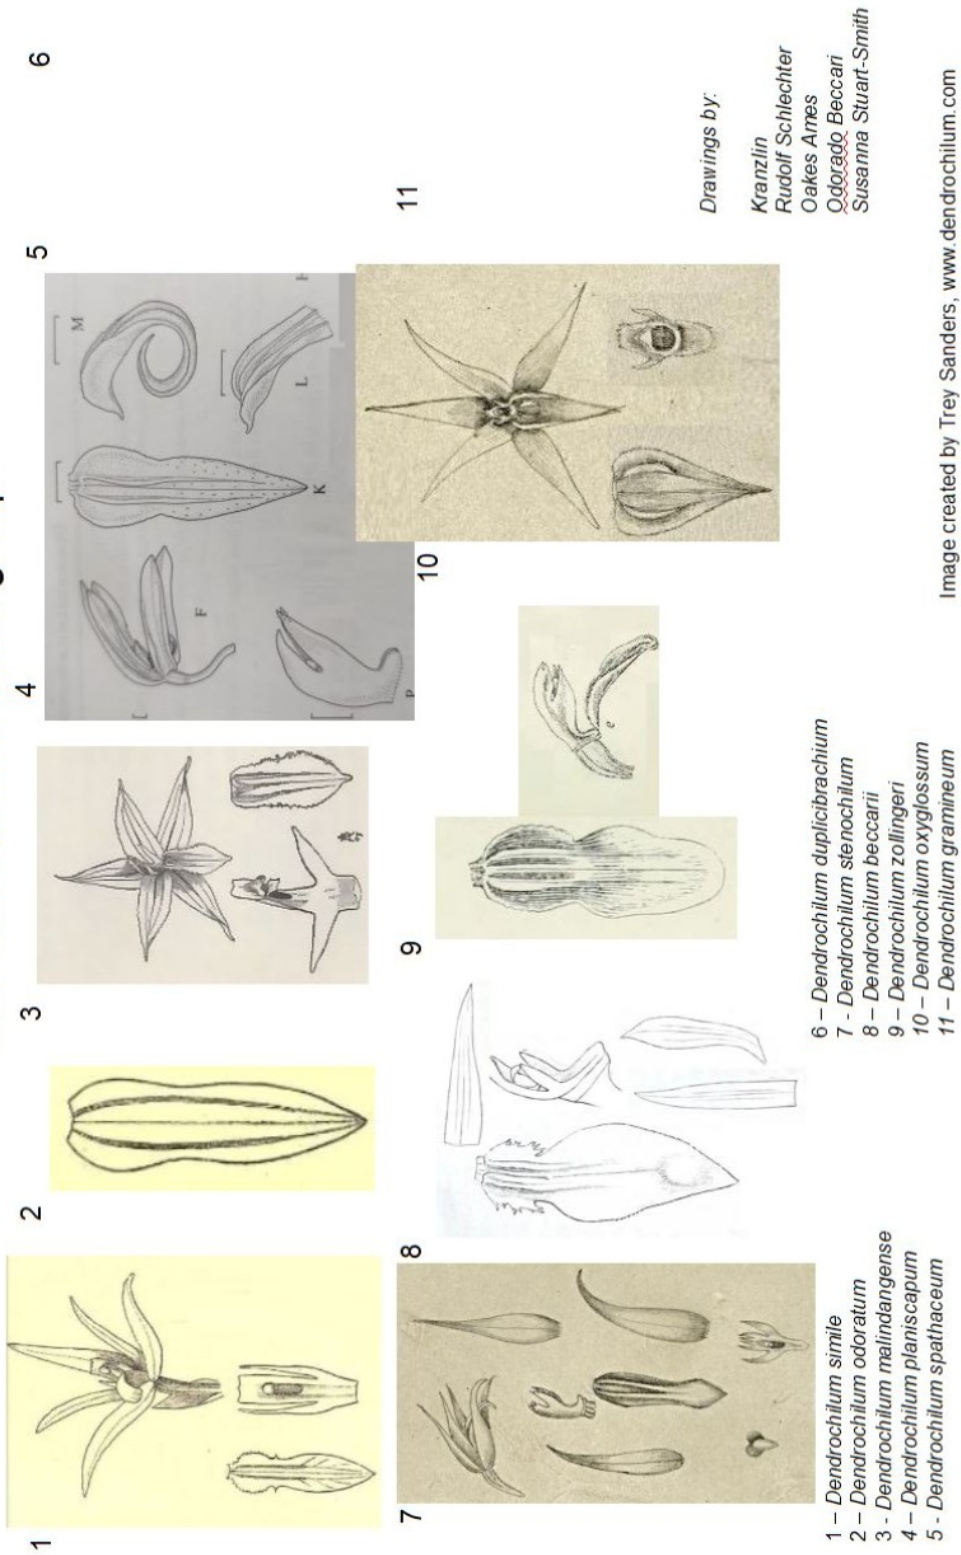 1
2
3
4
5
6
F
K
M
L
P
7
8
9
e
10
11
1 – Dendrochilum simile
2 – Dendrochilum odoratum
3 - Dendrochilum malindangense
4 – Dendrochilum planiscapum
5 - Dendrochilum spathaceum
6 – Dendrochilum duplicibrachium
7 - Dendrochilum stenochilum
8 – Dendrochilum beccarii
9 – Dendrochilum zollingeri
10 – Dendrochilum oxyglossum
11 – Dendrochilum gramineum
Drawings by:
Kranzlin
Rudolf Schlechter
Oakes Ames
Odorado Beccari
Susanna Stuart-Smith
Image created by Trey Sanders, www.dendrochilum.com